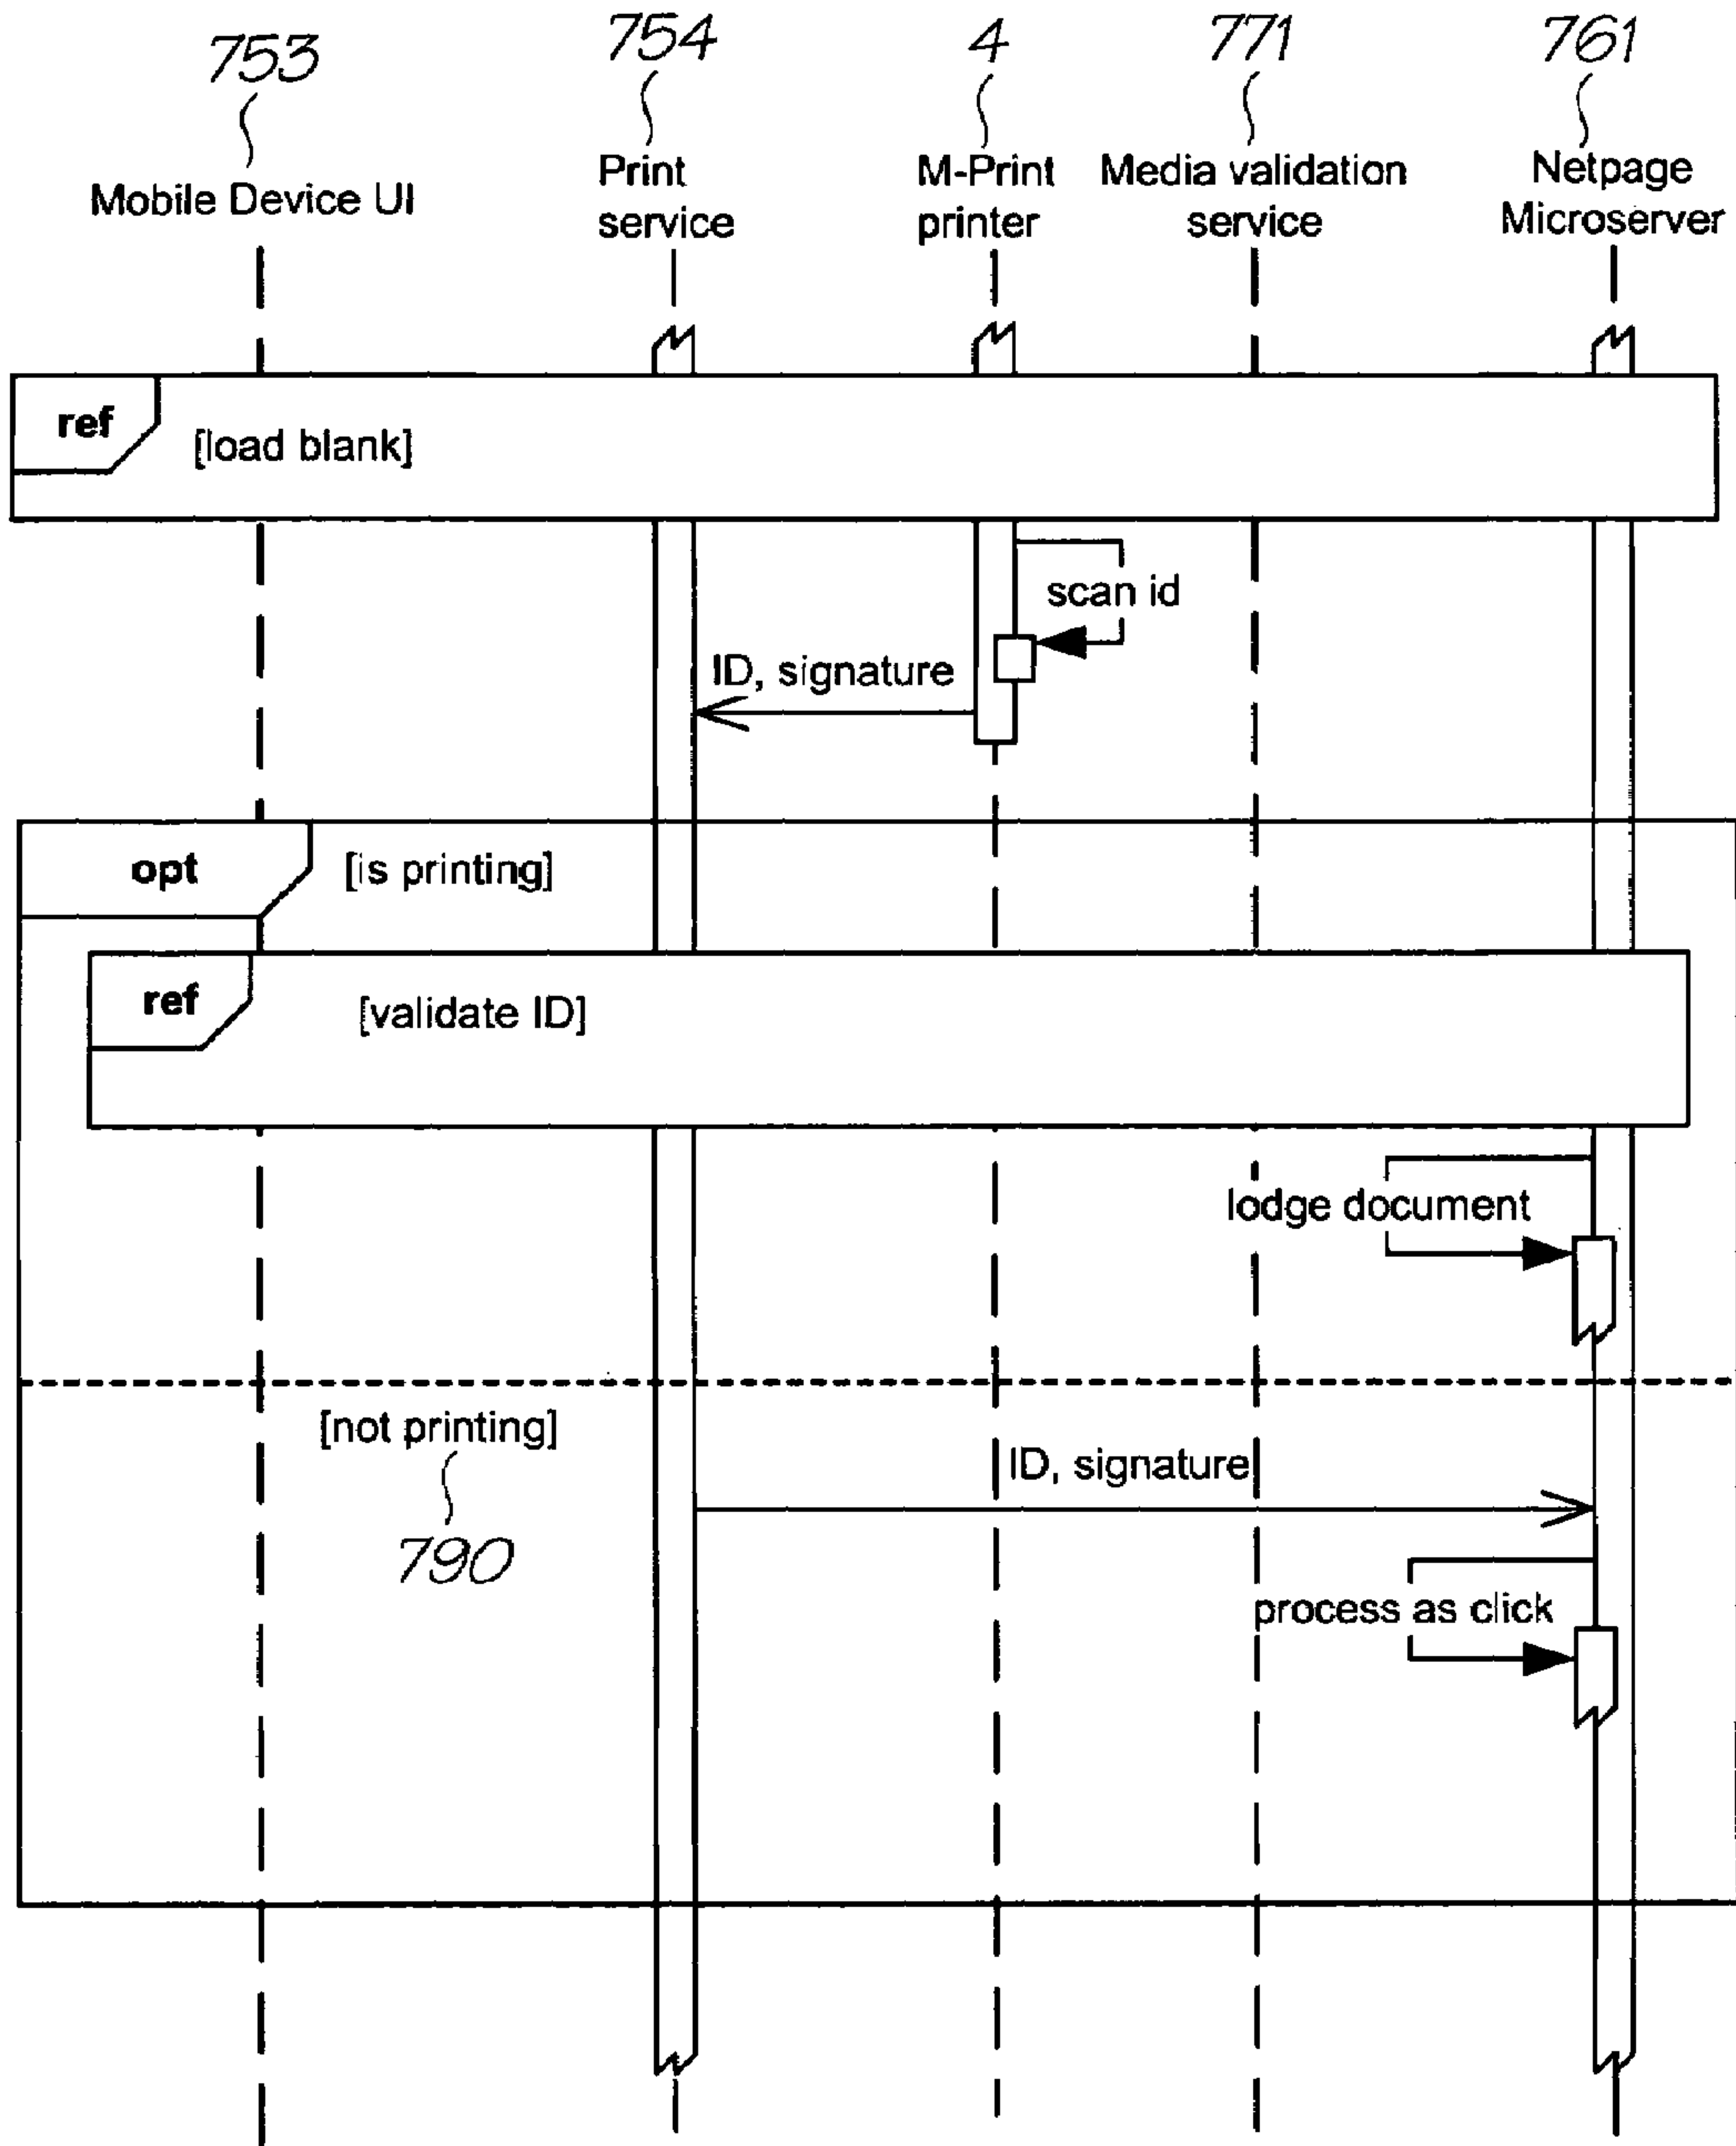 753
754
4
771
761
Mobile Device UI
Print
service
M-Print
printer
Media validation
service
Netpage
Microserver
ref
[load blank]
scan id
ID, signature
opt
[is printing]
ref
[validate ID]
lodge document
[not printing]
790
ID, signature
process as click